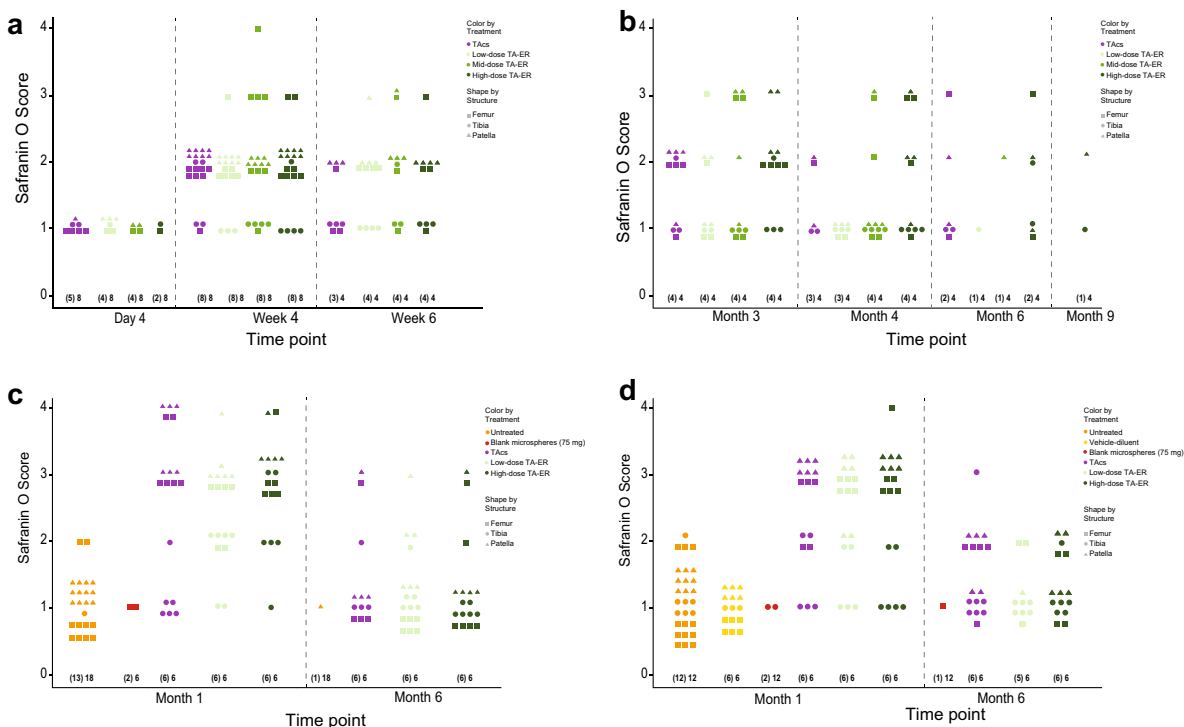 a
Safranin O Score
4
3
2
1
0
Color by
Treatment
TAcs
Low-dose TA-ER
Mid-dose TA-ER
High-dose TA-ER
Shape by
Structure
Femur
Tibia
Patella
(5) 8 (4) 8 (4) 8 (2) 8 (8) 8 (8) 8 (8) 8 (8) 8 (3) 4 (4) 4 (4) 4 (4) 4
Day 4 Week 4 Week 6
Time point
b
Safranin O Score
4
3
2
1
0
Color by
Treatment
TAcs
Low-dose TA-ER
Mid-dose TA-ER
High-dose TA-ER
Shape by
Structure
Femur
Tibia
Patella
(4) 4 (4) 4 (4) 4 (4) 4 (3) 4 (3) 4 (4) 4 (4) 4 (2) 4 (1) 4 (1) 4 (2) 4 (1) 4
Month 3 Month 4 Month 6 Month 9
Time point
c
Safranin O Score
4
3
2
1
0
Color by
Treatment
Untreated
Blank microspheres (75 mg)
TAcs
Low-dose TA-ER
High-dose TA-ER
Shape by
Structure
Femur
Tibia
Patella
(13) 18 (2) 6 (6) 6 (6) 6 (6) 6 (1) 18 (6) 6 (6) 6 (6) 6
Month 1 Month 6
Time point
d
Safranin O Score
4
3
2
1
0
Color by
Treatment
Untreated
Vehicle-diluent
Blank microspheres (75 mg)
TAcs
Low-dose TA-ER
High-dose TA-ER
Shape by
Structure
Femur
Tibia
Patella
(12) 12 (6) 6 (2) 12 (6) 6 (6) 6 (6) 6 (1) 12 (6) 6 (5) 6 (6) 6
Month 1 Month 6
Time point